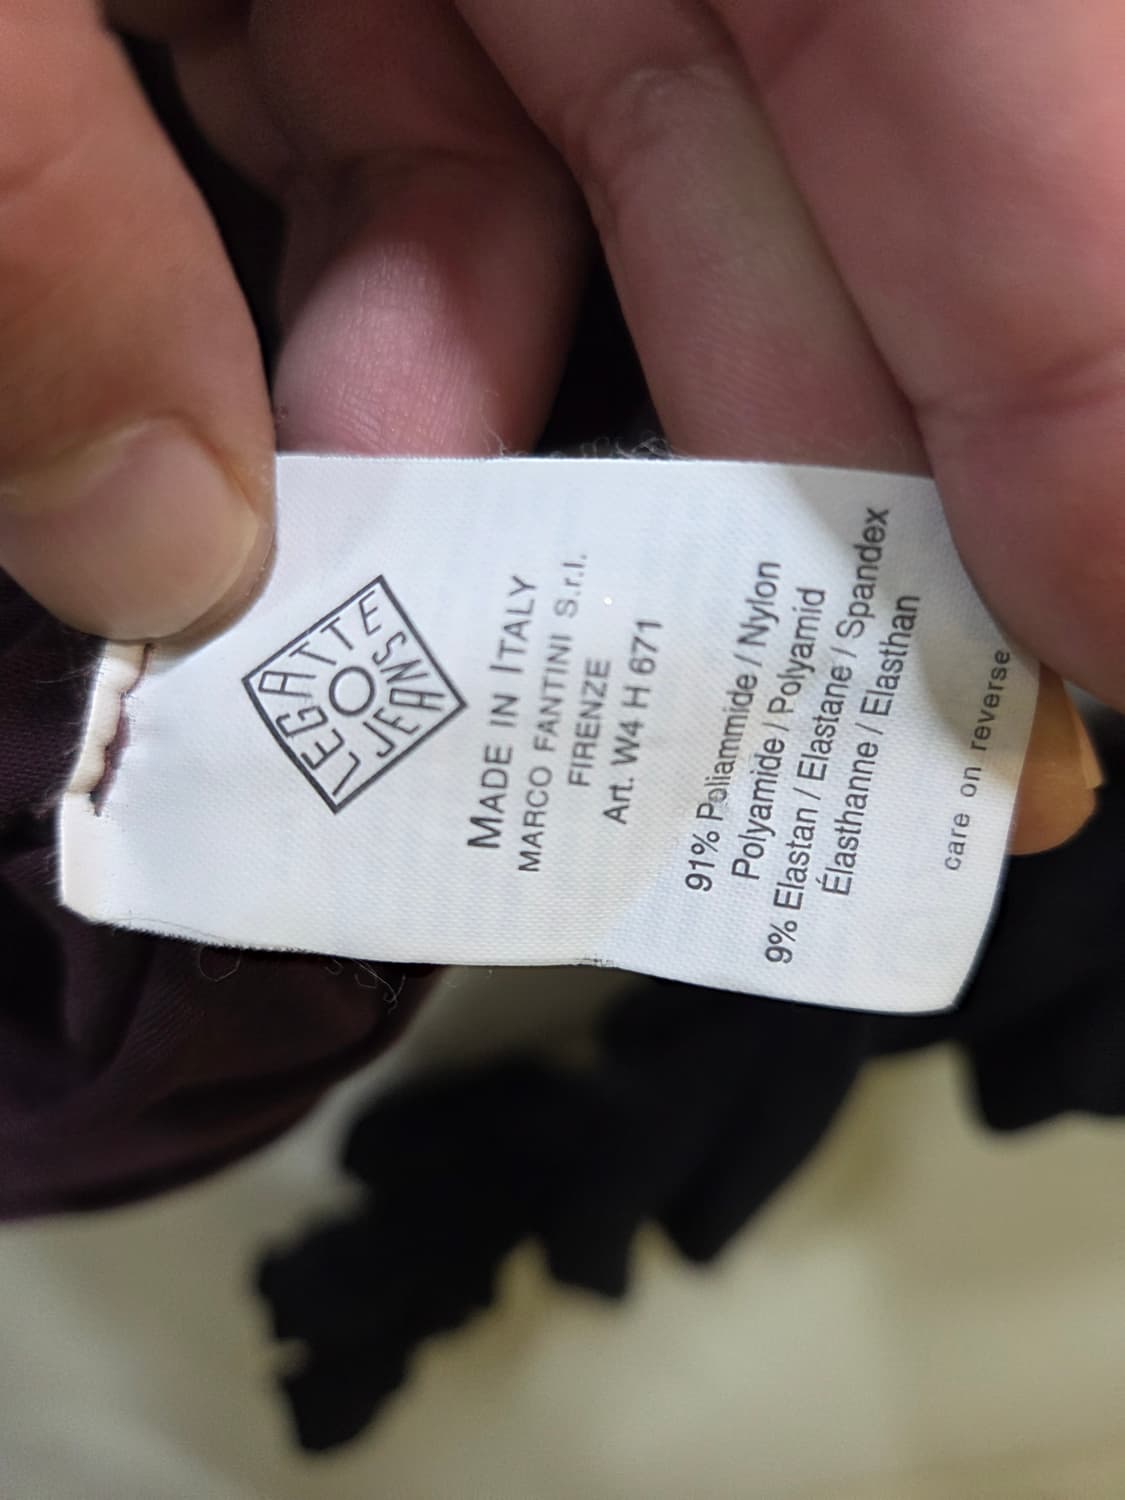 LEGATTE
JEANS
MADE IN ITALY
MARCO FANTINI S.r.l.
FIRENZE
Art. W4 H 671
91% Poliammide / Nylon
Polyamide / Polyamid
9% Elastan / Elastane / Spandex
Élasthanne / Elasthan
care on reverse